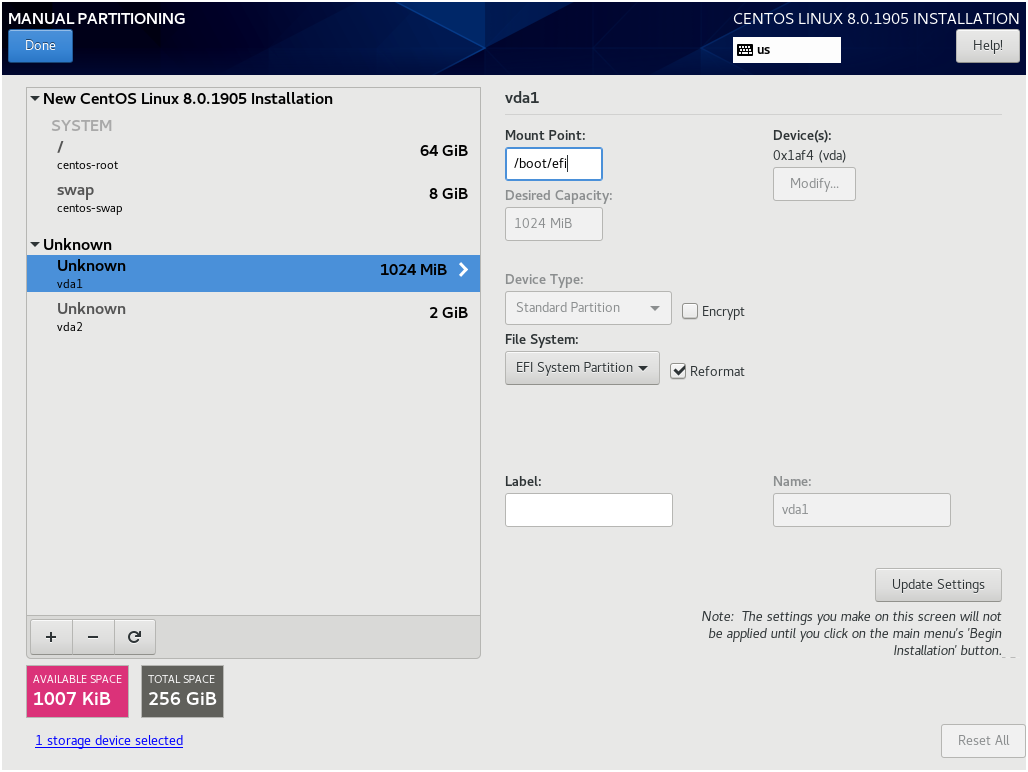 MANUAL PARTITIONING
CENTOS LINUX 8.0.1905 INSTALLATION
Done
us
Help!
New CentOS Linux 8.0.1905 Installation
SYSTEM
/
64 GiB
centos-root
swap
8 GiB
centos-swap
Unknown
Unknown
1024 MiB
vda1
Unknown
2 GiB
vda2
+ −
AVAILABLE SPACE
1007 KiB
TOTAL SPACE
256 GiB
1 storage device selected
vda1
Mount Point:
/boot/efi
Device(s):
0x1af4 (vda)
Modify...
Desired Capacity:
1024 MiB
Device Type:
Standard Partition
Encrypt
File System:
EFI System Partition
Reformat
Label:
Name:
vda1
Update Settings
Note: The settings you make on this screen will not
be applied until you click on the main menu's 'Begin
Installation' button.
Reset All